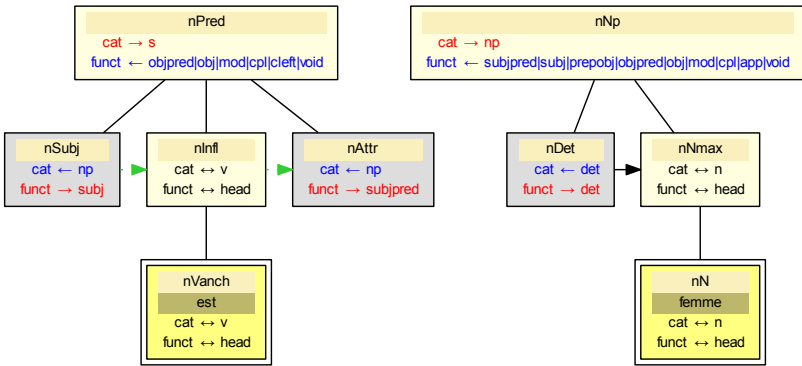 nPred
cat → s
funct ← objpred|obj|mod|cpl|cleft|void
nNp
cat → np
funct ← subjpred|subj|prepobj|objpred|obj|mod|cpl|app|void
nSubj
cat ← np
funct → subj
nInfl
cat ↔ v
funct ↔ head
nAttr
cat ← np
funct → subjpred
nDet
cat ← det
funct → det
nNmax
cat ↔ n
funct ↔ head
nVanch
est
cat ↔ v
funct ↔ head
nN
femme
cat ↔ n
funct ↔ head